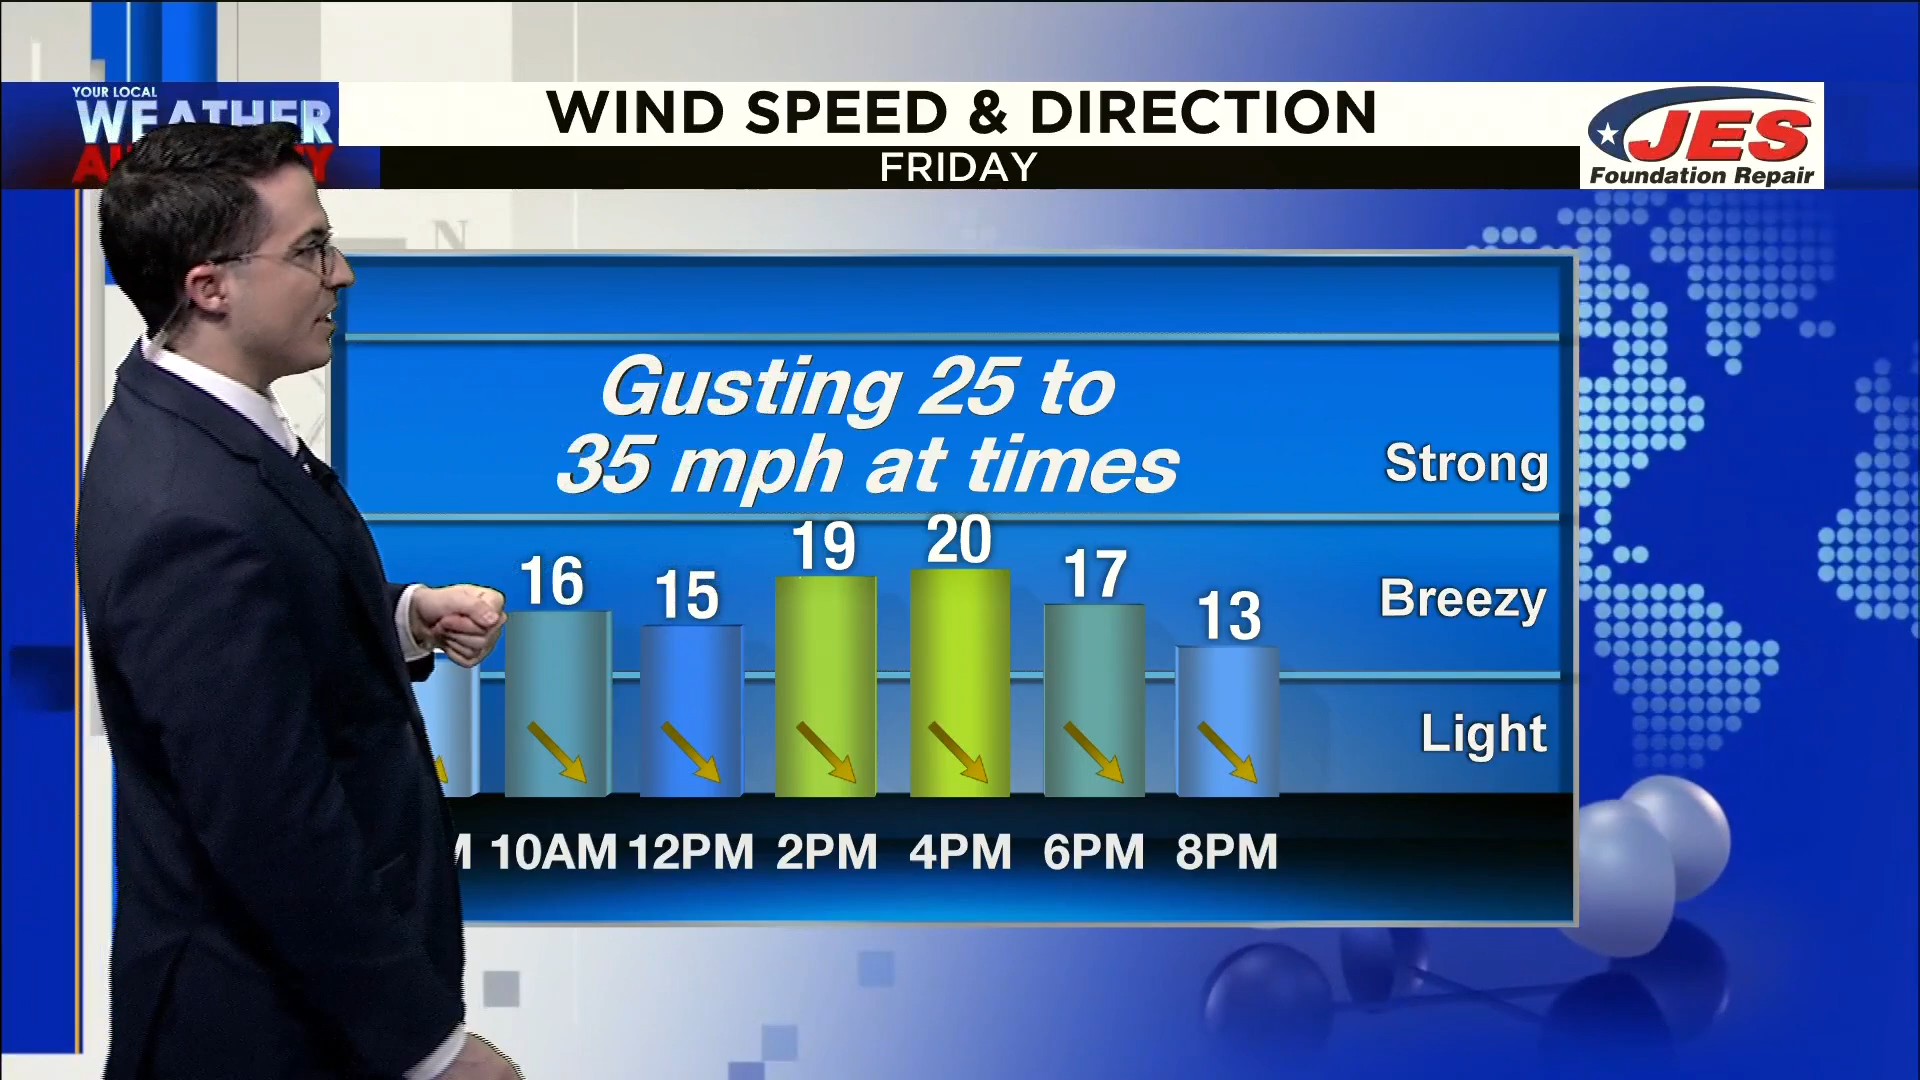 YOUR LOCAL
WEATHER
WIND SPEED & DIRECTION
FRIDAY
JES
Foundation Repair
N
Gusting 25 to
35 mph at times
Strong
Breezy
Light
16 15 19 20 17 13
10AM 12PM 2PM 4PM 6PM 8PM